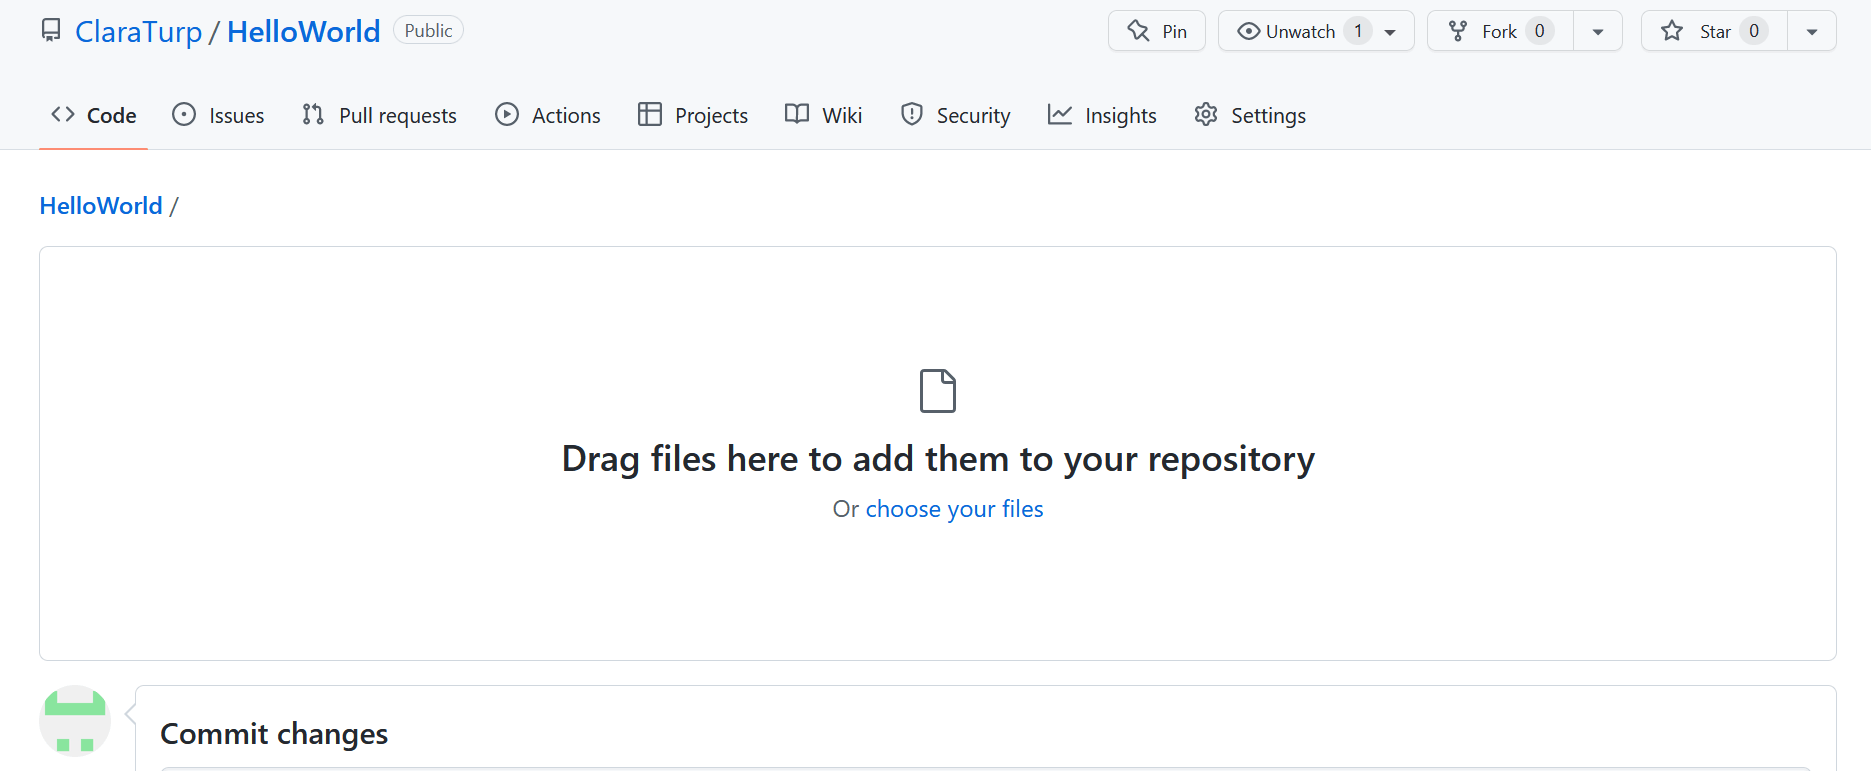 ClaraTurp / HelloWorld Public Pin Unwatch 1 Fork 0 Star 0
Code Issues Pull requests Actions Projects Wiki Security Insights Settings
HelloWorld /
Drag files here to add them to your repository
Or choose your files
Commit changes